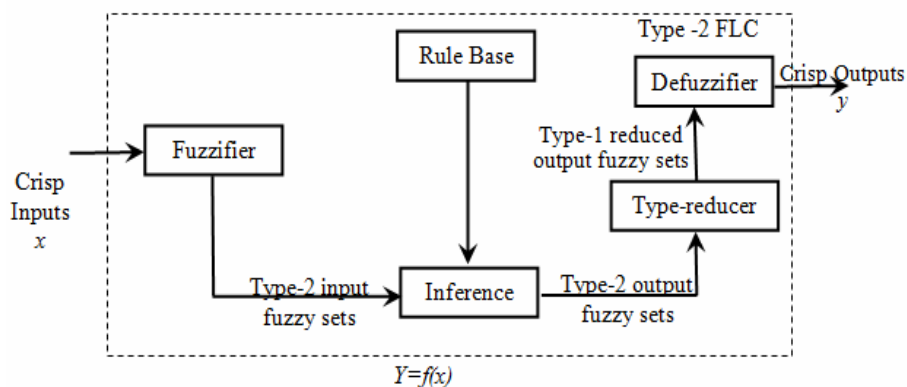 Type -2 FLC
Rule Base
Defuzzifier
Crisp Outputs
y
Type-1 reduced
output fuzzy sets
Fuzzifier
Crisp
Inputs
x
Type-reducer
Type-2 input
fuzzy sets
Inference
Type-2 output
fuzzy sets
Y=f(x)